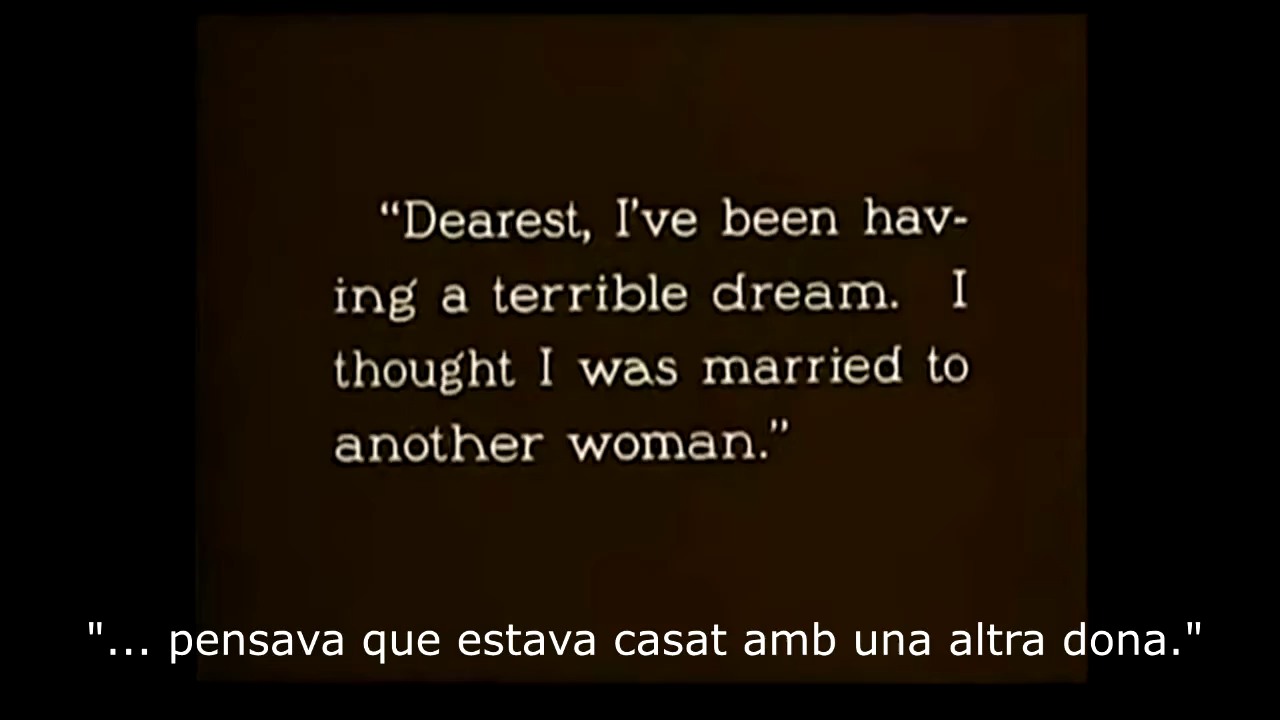 “Dearest, I’ve been hav-
ing a terrible dream. I
thought I was married to
another woman.”
"... pensava que estava casat amb una altra dona."